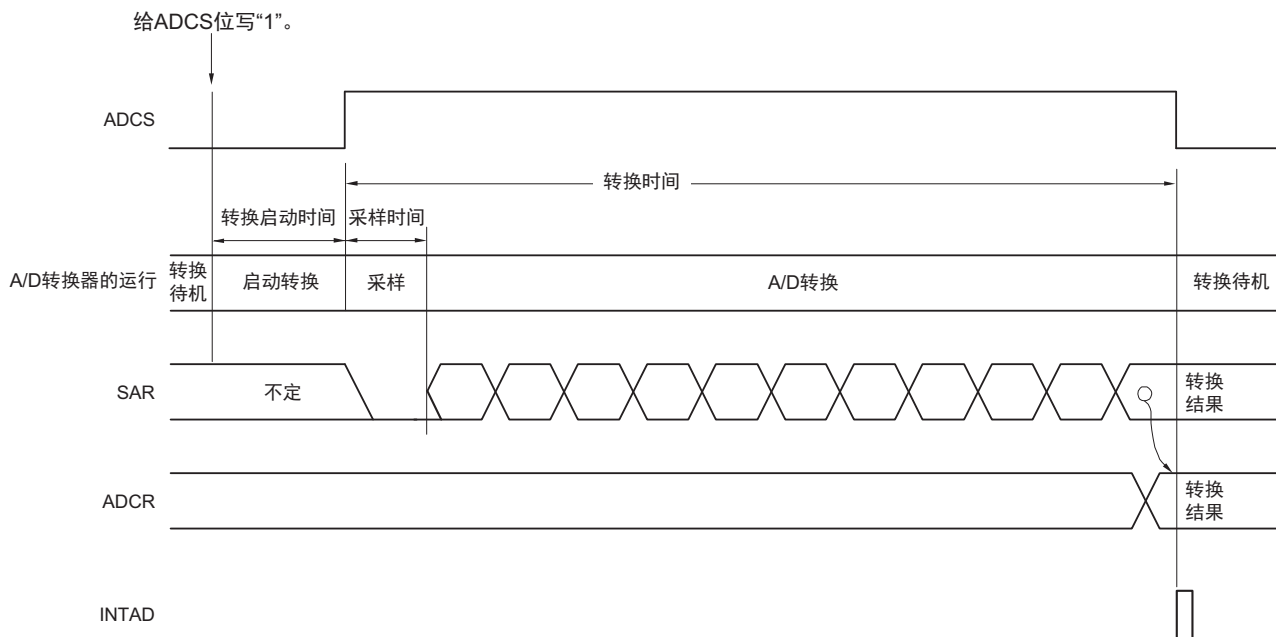 给ADCS位写“1”。
ADCS
转换时间
转换启动时间
采样时间
A/D转换器的运行
转换
待机
启动转换
采样
A/D转换
转换待机
SAR
不定
转换
结果
ADCR
转换
结果
INTAD